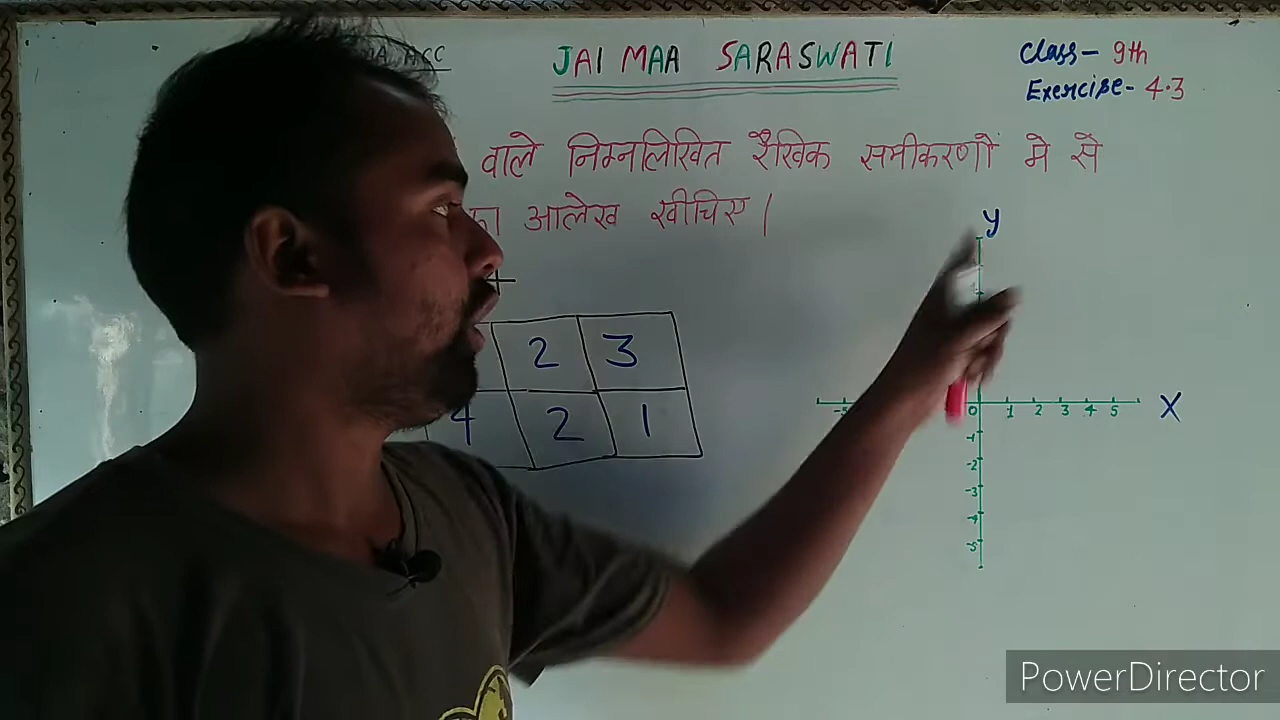 JAI MAA SARASWATI
Class- 9th
Exercise- 4.3
वाले निम्नलिखित रैखिक समीकरणों मे से
का आलेख खीचिए।
2 3
4 2 1
y
X
0 1 2 3 4 5
-1
-2
-3
-4
-5
PowerDirector